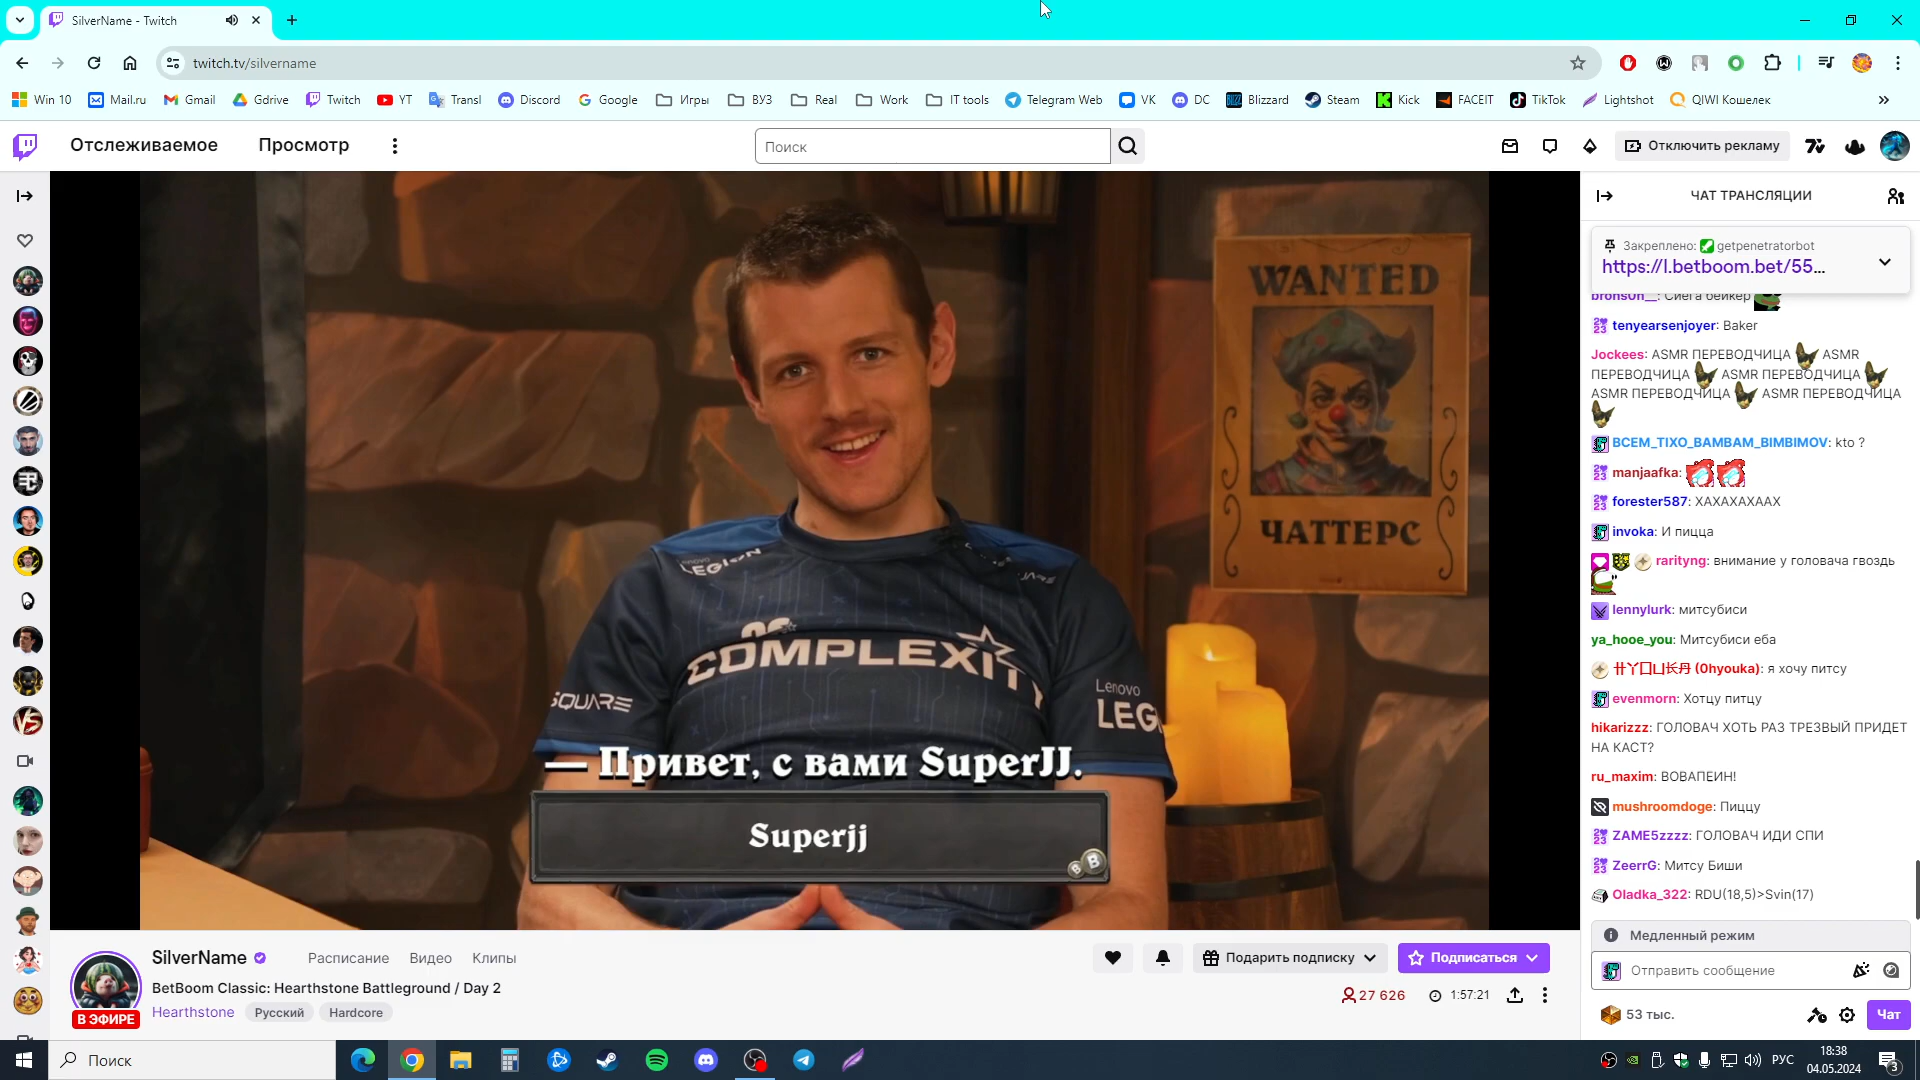 SilverName - Twitch
twitch.tv/silvername
Win 10
Mail.ru
Gmail
Gdrive
Twitch
YT
Transl
Discord
Google
Игры
ВУЗ
Real
Work
IT tools
Telegram Web
VK
DC
Blizzard
Steam
Kick
FACEIT
TikTok
Lightshot
QIWI Кошелек
Отслеживаемое
Просмотр
Поиск
Отключить рекламу
ЧАТ ТРАНСЛЯЦИИ
Закреплено: getpenetratorbot
https://l.betboom.bet/55...
tenyearsenjoyer: Baker
Jockees: ASMR ПЕРЕВОДЧИЦА ASMR
ПЕРЕВОДЧИЦА ASMR ПЕРЕВОДЧИЦА
ASMR ПЕРЕВОДЧИЦА ASMR ПЕРЕВОДЧИЦА
BCEM_TIXO_BAMBAM_BIMBIMOV: kto ?
manjaafka:
forester587: ХАХАХАХААХ
invoka: И пицца
rarityng: внимание у головача гвоздь
lennylurk: митсубиси
ya_hooe_you: Митсубиси еба
(0hyouka): я хочу питсу
evenmorn: Хотцу питцу
hikarizzz: ГОЛОВАЧ ХОТЬ РАЗ ТРЕЗВЫЙ ПРИДЕТ
НА КАСТ?
ru_maxim: ВОВАПЕИН!
mushroomdoge: Пиццу
ZAME5zzzz: ГОЛОВАЧ ИДИ СПИ
ZeerrG: Митсу Биши
Oladka_322: RDU(18,5)>Svin(17)
Медленный режим
Отправить сообщение
53 тыс.
Чат
WANTED
ЧАТТЕРС
Lenovo
LEGION
COMPLEXITY
SQUARE
Lenovo
LEG
— Привет, с вами SuperJJ.
Superjj
В ЭФИРЕ
SilverName
Расписание
Видео
Клипы
BetBoom Classic: Hearthstone Battleground / Day 2
Hearthstone
Русский
Hardcore
Подарить подписку
Подписаться
27 626
1:57:21
Поиск
РУС
18:38
04.05.2024
3